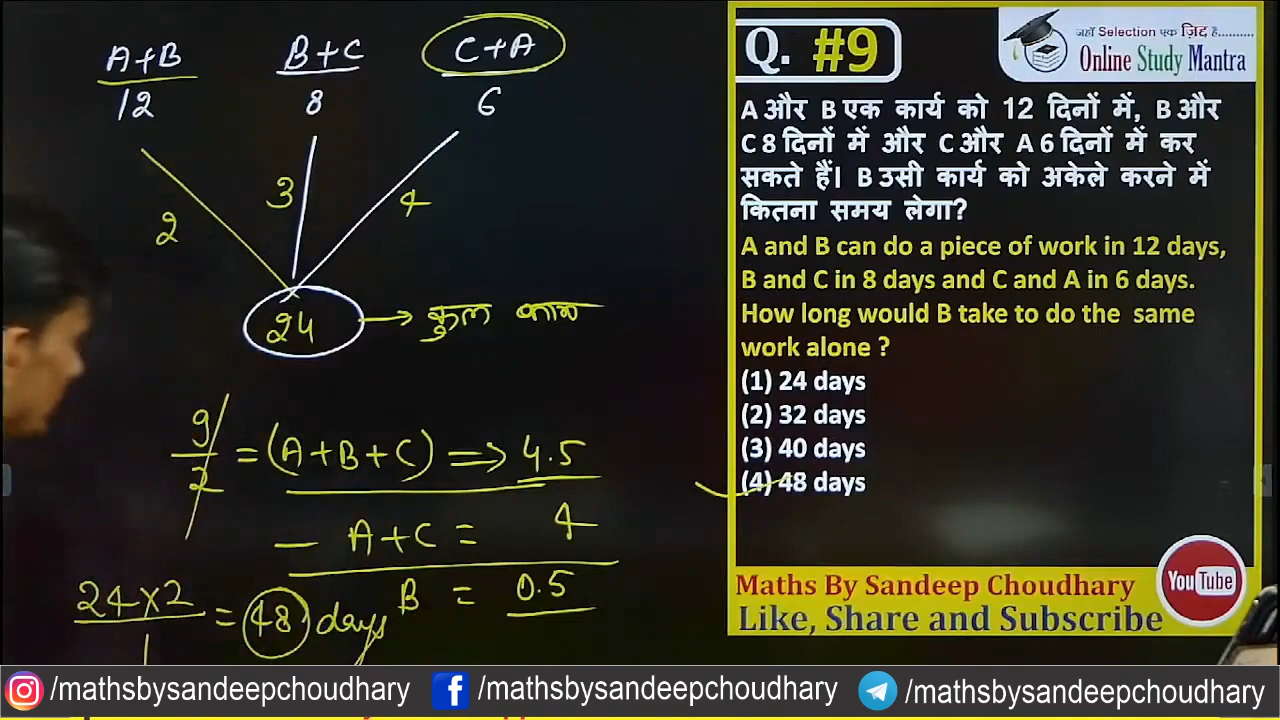 A+B B+C C+A
12 8 6
2 3 4
24 → कुल काम
9/2 = (A+B+C) ⇒ 4.5
— A+C = 4
B = 0.5
24×2/1 = 48 days
Q. #9
जहाँ Selection एक ज़िद है..........
Online Study Mantra
A और B एक कार्य को 12 दिनों में, B और
C 8 दिनों में और C और A 6 दिनों में कर
सकते हैं। B उसी कार्य को अकेले करने में
कितना समय लेगा?
A and B can do a piece of work in 12 days,
B and C in 8 days and C and A in 6 days.
How long would B take to do the same
work alone ?
(1) 24 days
(2) 32 days
(3) 40 days
(4) 48 days
Maths By Sandeep Choudhary
Like, Share and Subscribe
YouTube
/mathsbysandeepchoudhary f /mathsbysandeepchoudhary /mathsbysandeepchoudhary